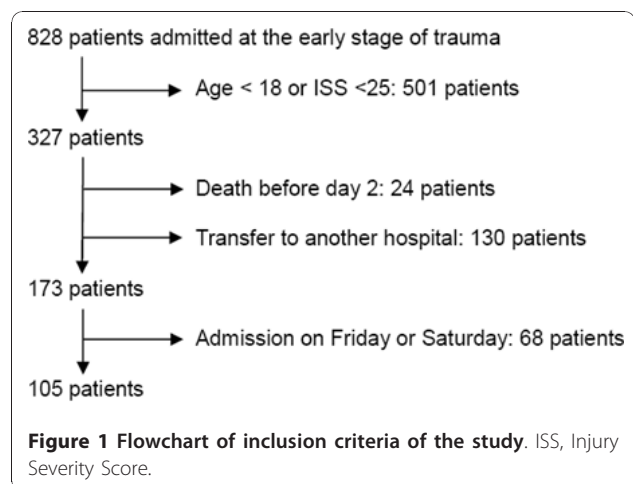 828 patients admitted at the early stage of trauma
Age < 18 or ISS <25: 501 patients
327 patients
Death before day 2: 24 patients
Transfer to another hospital: 130 patients
173 patients
Admission on Friday or Saturday: 68 patients
105 patients
Figure 1 Flowchart of inclusion criteria of the study. ISS, Injury
Severity Score.